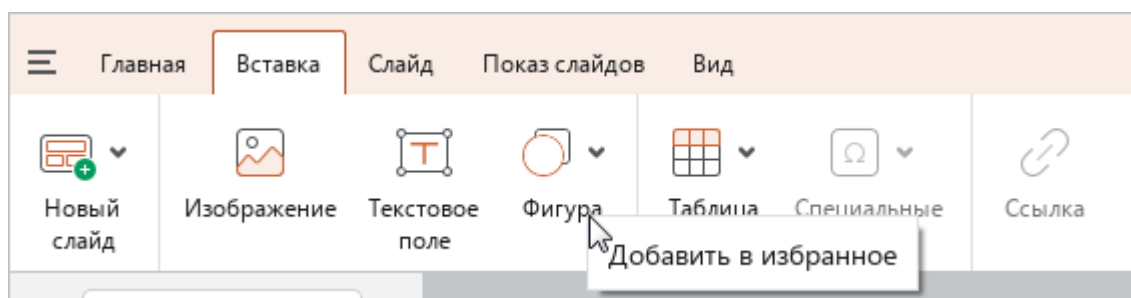 Главная Вставка Слайд Показ слайдов Вид
Новый слайд Изображение Текстовое поле Фигура Таблица Специальные Ссылка
Добавить в избранное